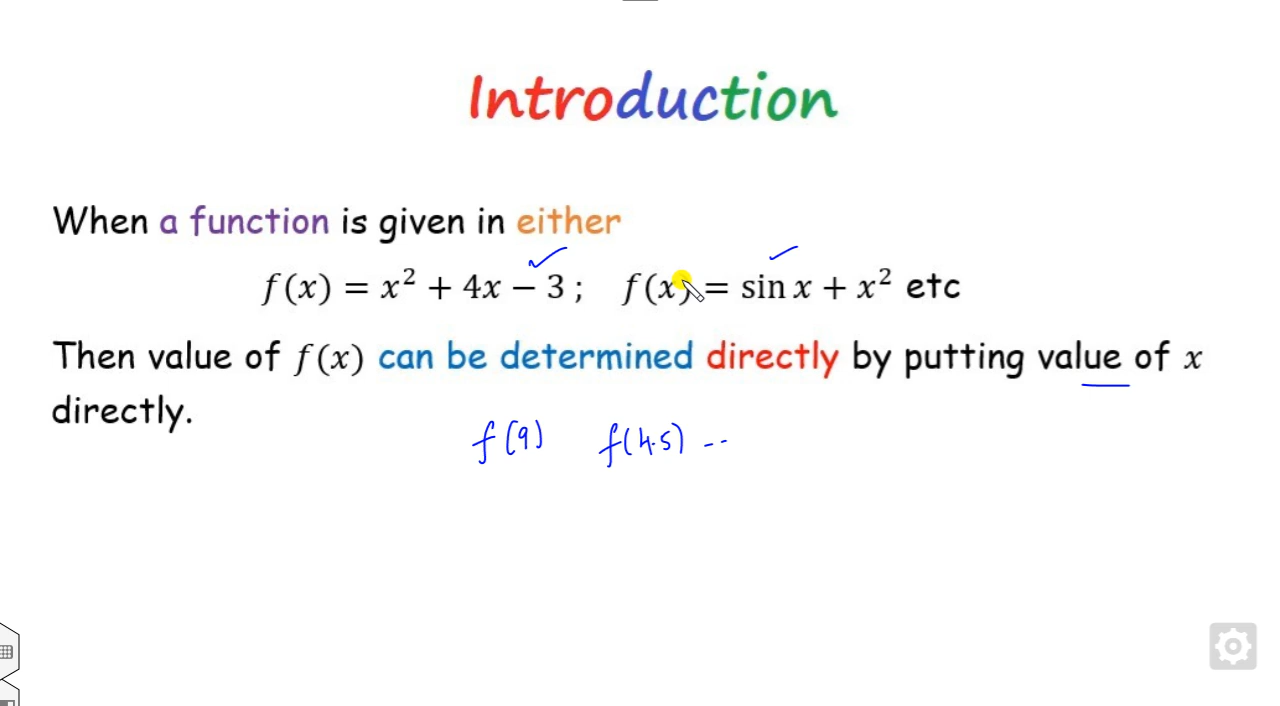 Introduction
When a function is given in either
f(x) = x² + 4x − 3 ; f(x) = sin x + x² etc
Then value of f(x) can be determined directly by putting value of x
directly.
f(9) f(4.5) --